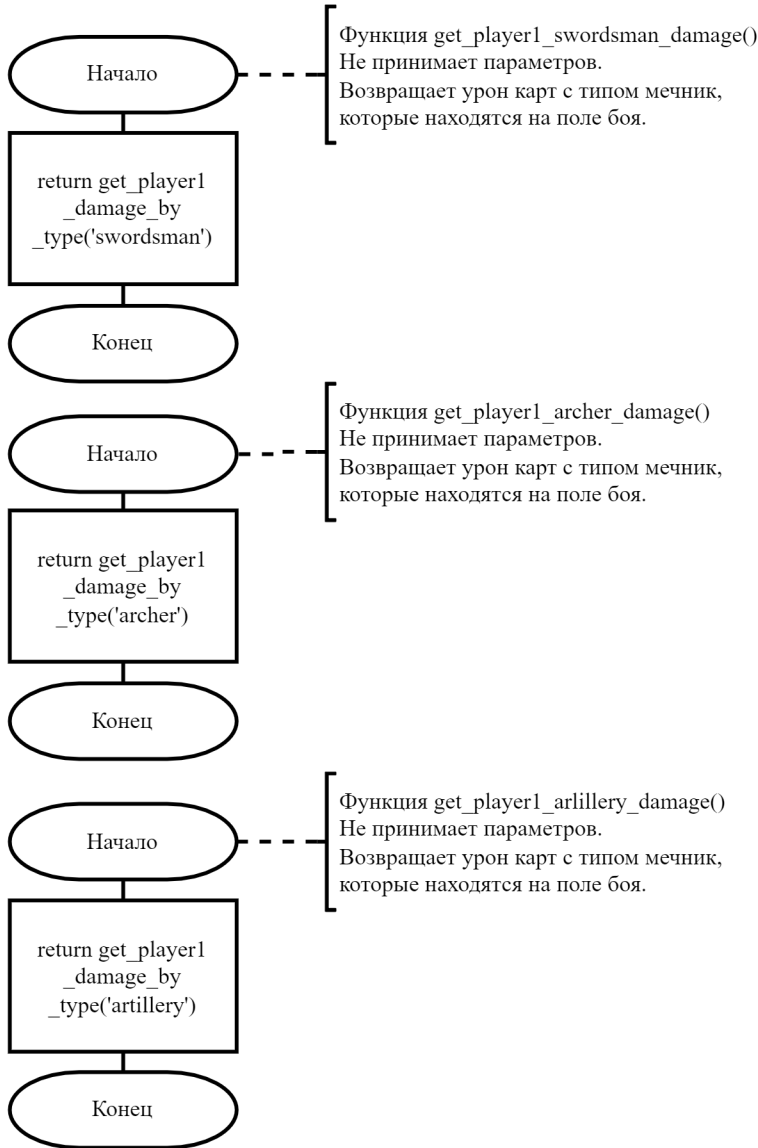 Начало
Функция get_player1_swordsman_damage()
Не принимает параметров.
Возвращает урон карт с типом мечник,
которые находятся на поле боя.
return get_player1
_damage_by
_type('swordsman')
Конец
Начало
Функция get_player1_archer_damage()
Не принимает параметров.
Возвращает урон карт с типом мечник,
которые находятся на поле боя.
return get_player1
_damage_by
_type('archer')
Конец
Начало
Функция get_player1_arlillery_damage()
Не принимает параметров.
Возвращает урон карт с типом мечник,
которые находятся на поле боя.
return get_player1
_damage_by
_type('artillery')
Конец